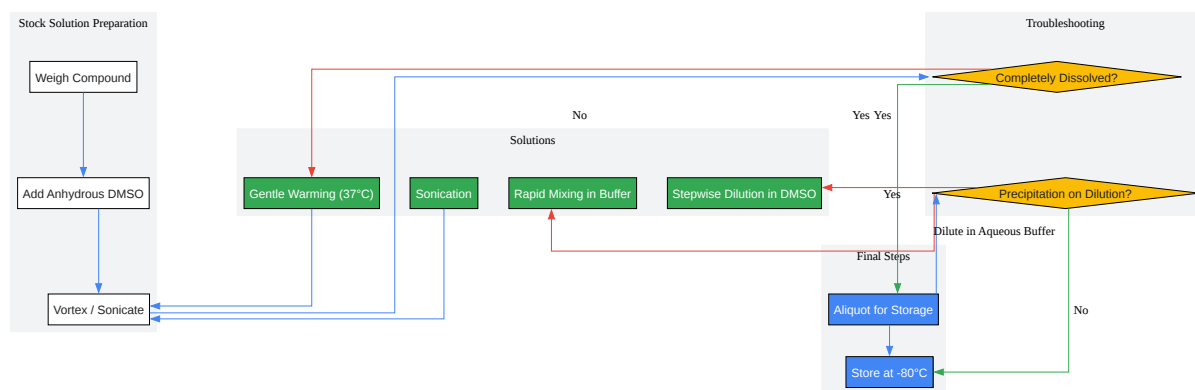 Stock Solution Preparation
Troubleshooting
Weigh Compound
Completely Dissolved?
No
Yes Yes
Solutions
Add Anhydrous DMSO
Gentle Warming (37°C)
Sonication
Rapid Mixing in Buffer
Stepwise Dilution in DMSO
Yes
Precipitation on Dilution?
Dilute in Aqueous Buffer
Final Steps
Vortex / Sonicate
Aliquot for Storage
No
Store at -80°C